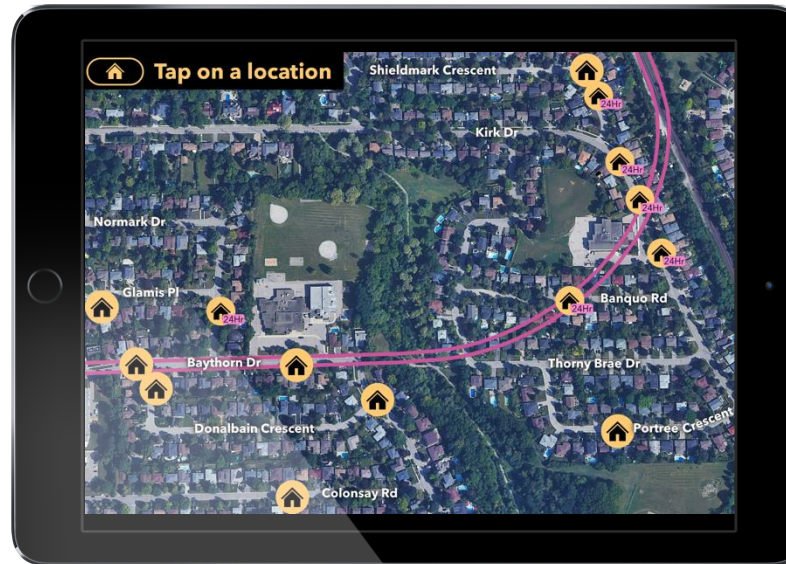 Tap on a location
Shieldmark Crescent
24Hr
Kirk Dr
24Hr
24Hr
Normark Dr
24Hr
Glamis Pl
24Hr
24Hr
Banquo Rd
Baythorn Dr
Thorny Brae Dr
Donalbain Crescent
Portree Crescent
Colonsay Rd